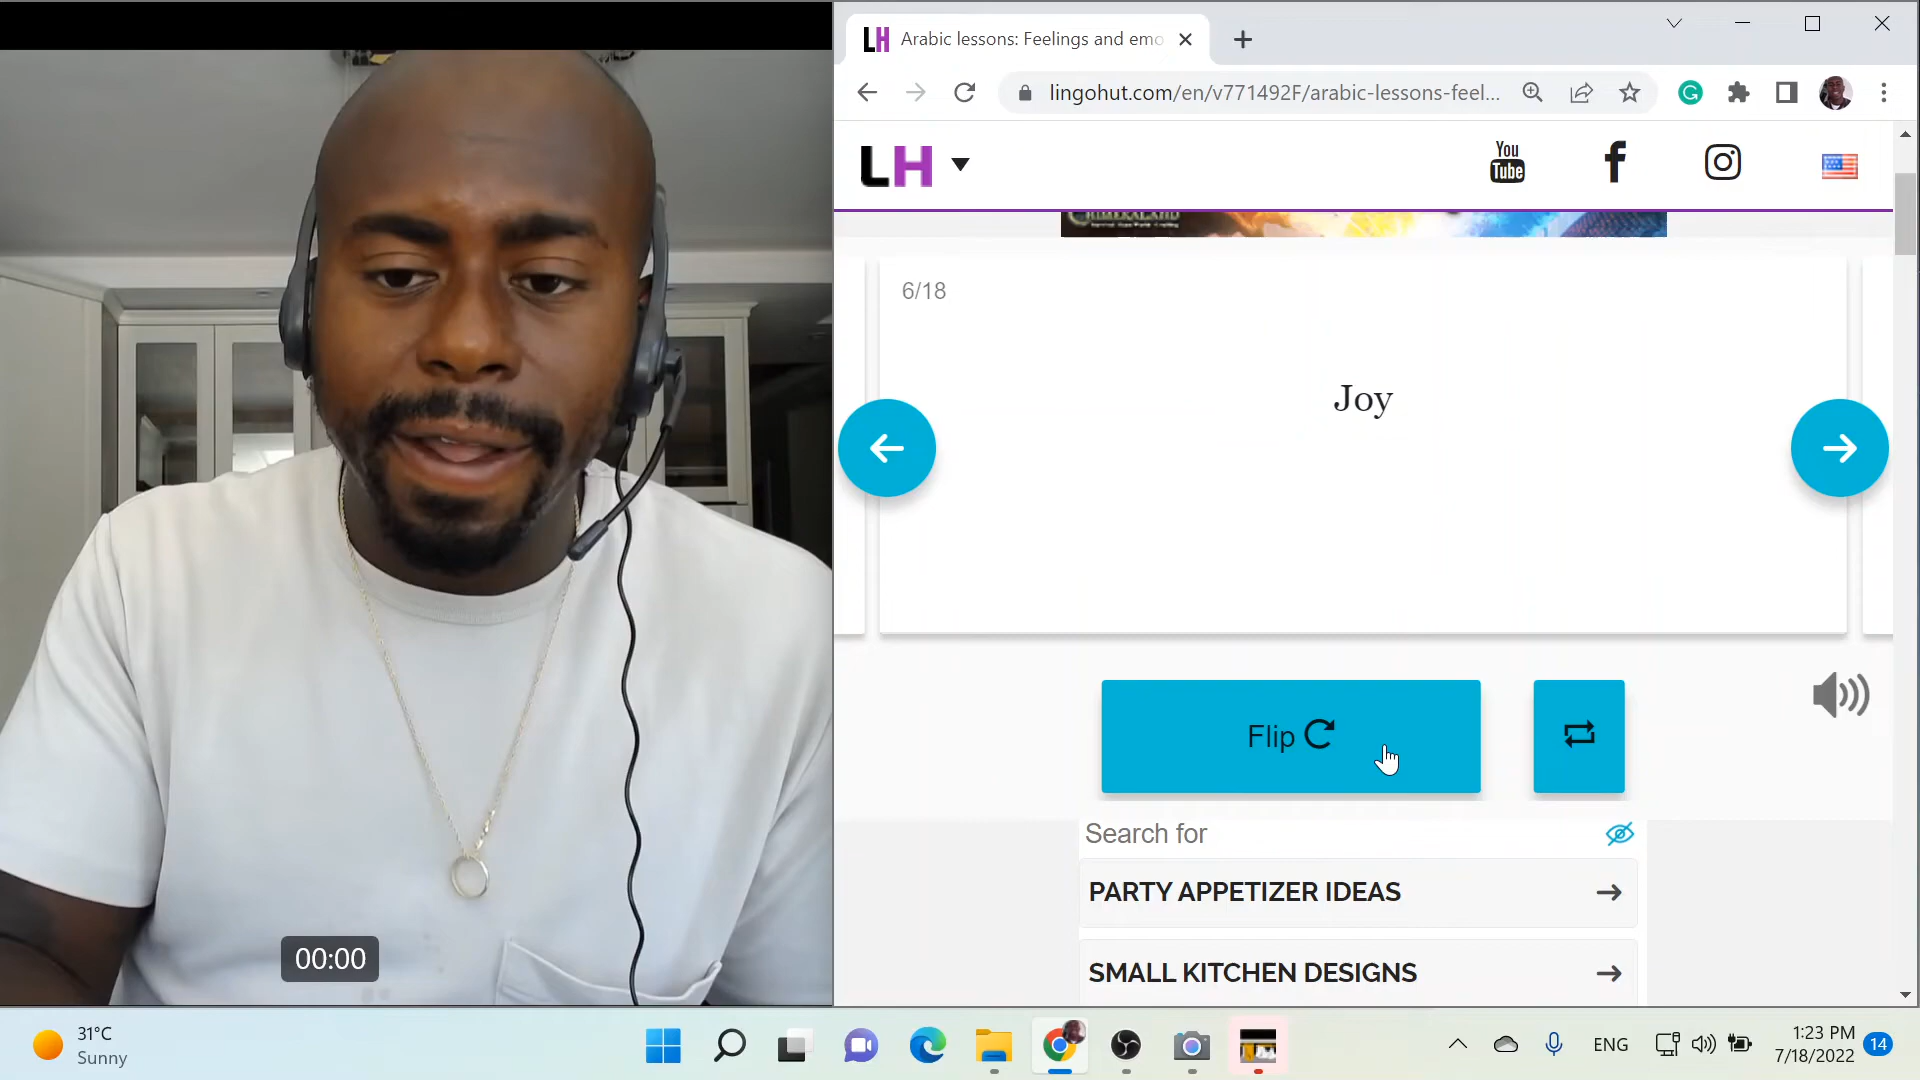 00:00
LH Arabic lessons: Feelings and emo
lingohut.com/en/v771492F/arabic-lessons-feel...
LH
You
Tube
6/18
Joy
Flip
Search for
PARTY APPETIZER IDEAS
SMALL KITCHEN DESIGNS
31°C
Sunny
ENG
1:23 PM
7/18/2022
14